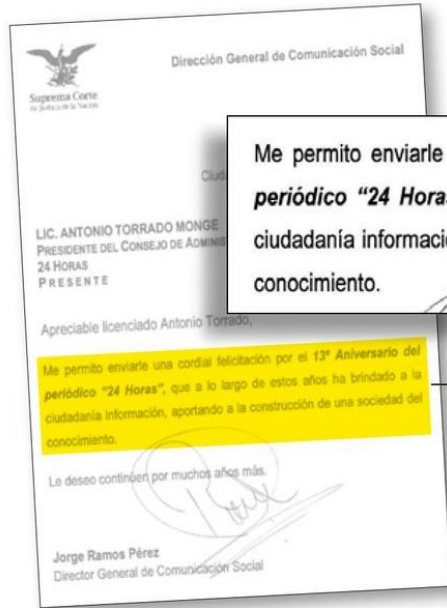 Suprema Corte
de Justicia de la Nación
Dirección General de Comunicación Social
Ciud
LIC. ANTONIO TORRADO MONGE
PRESIDENTE DEL CONSEJO DE ADMINIS
24 HORAS
PRESENTE
Apreciable licenciado Antonio Torrado,
Me permito enviarle una cordial felicitación por el 13º Aniversario del
periódico "24 Horas", que a lo largo de estos años ha brindado a la
ciudadanía información, aportando a la construcción de una sociedad del
conocimiento.
Le deseo continúen por muchos años más.
Jorge Ramos Pérez
Director General de Comunicación Social
Me permito enviarle
periódico "24 Horas
ciudadanía informaci
conocimiento.